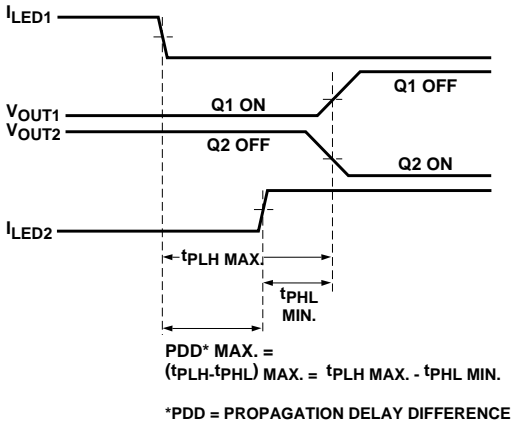 ILED1
Q1 OFF
VOUT1
Q1 ON
VOUT2
Q2 OFF
Q2 ON
ILED2
tPLH MAX.
tPHL
MIN.
PDD* MAX. =
(tPLH-tPHL) MAX. = tPLH MAX. - tPHL MIN.
*PDD = PROPAGATION DELAY DIFFERENCE